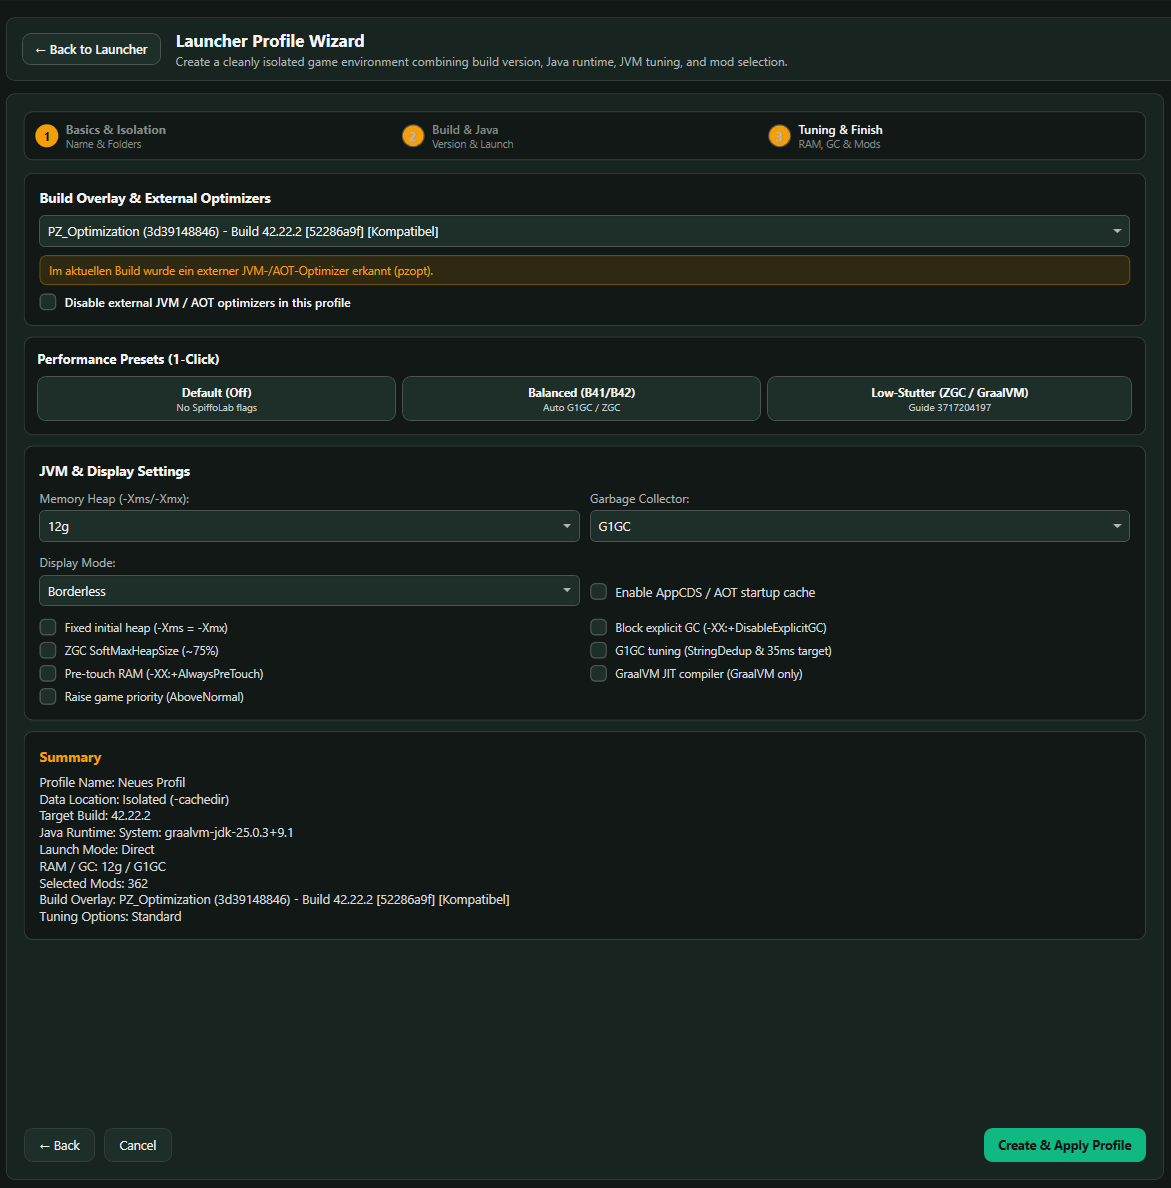 ← Back to Launcher
Launcher Profile Wizard
Create a cleanly isolated game environment combining build version, Java runtime, JVM tuning, and mod selection.
1
Basics & Isolation
Name & Folders
2
Build & Java
Version & Launch
3
Tuning & Finish
RAM, GC & Mods
Build Overlay & External Optimizers
PZ_Optimization (3d39148846) - Build 42.22.2 [52286a9f] [Kompatibel]
Im aktuellen Build wurde ein externer JVM-/AOT-Optimizer erkannt (pzopt).
Disable external JVM / AOT optimizers in this profile
Performance Presets (1-Click)
Default (Off)
No SpiffoLab flags
Balanced (B41/B42)
Auto G1GC / ZGC
Low-Stutter (ZGC / GraalVM)
Guide 3717204197
JVM & Display Settings
Memory Heap (-Xms/-Xmx):
Garbage Collector:
12g
G1GC
Display Mode:
Borderless
Enable AppCDS / AOT startup cache
Fixed initial heap (-Xms = -Xmx)
Block explicit GC (-XX:+DisableExplicitGC)
ZGC SoftMaxHeapSize (~75%)
G1GC tuning (StringDedup & 35ms target)
Pre-touch RAM (-XX:+AlwaysPreTouch)
GraalVM JIT compiler (GraalVM only)
Raise game priority (AboveNormal)
Summary
Profile Name: Neues Profil
Data Location: Isolated (-cachedir)
Target Build: 42.22.2
Java Runtime: System: graalvm-jdk-25.0.3+9.1
Launch Mode: Direct
RAM / GC: 12g / G1GC
Selected Mods: 362
Build Overlay: PZ_Optimization (3d39148846) - Build 42.22.2 [52286a9f] [Kompatibel]
Tuning Options: Standard
← Back
Cancel
Create & Apply Profile